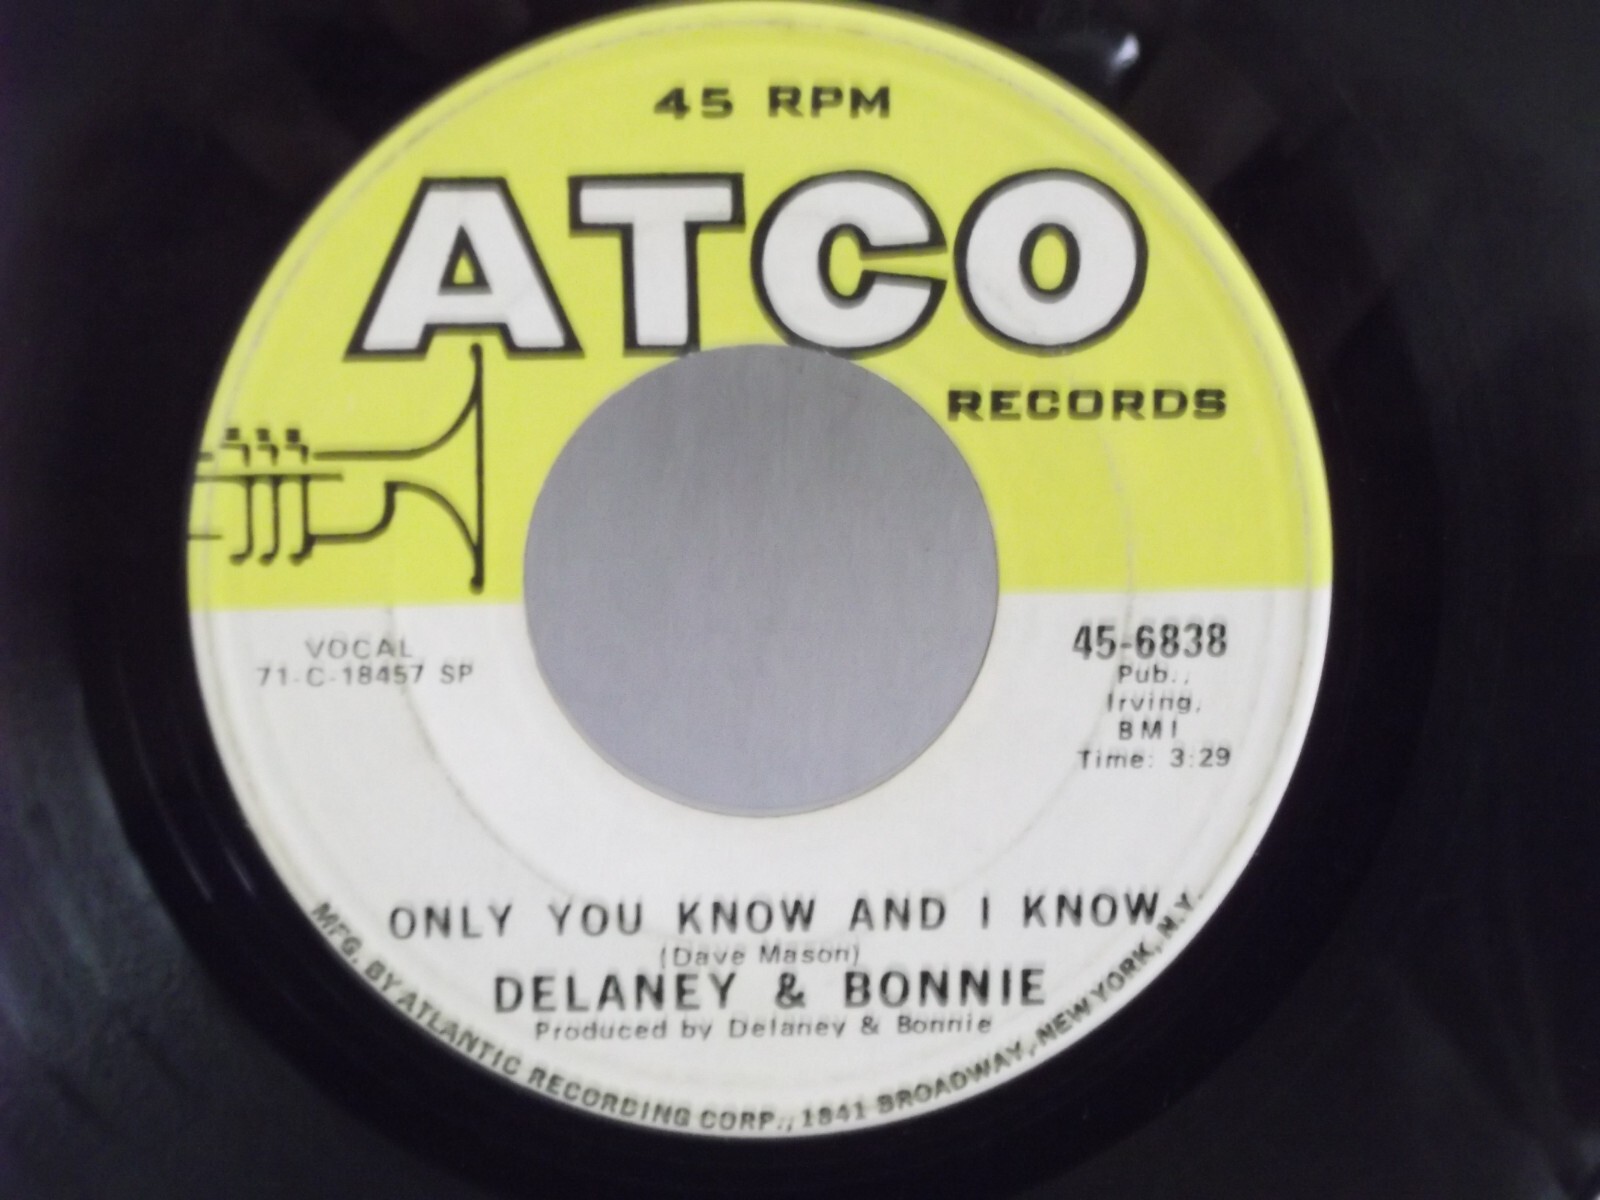 45 RPM
ATCO
RECORDS
VOCAL
71-C-18457 SP
45-6838
Pub.,
Irving,
BMI
Time: 3:29
ONLY YOU KNOW AND I KNOW
(Dave Mason)
DELANEY & BONNIE
Produced by Delaney & Bonnie
MFG. BY ATLANTIC RECORDING CORP., 1841 BROADWAY, NEW YORK, N.Y.